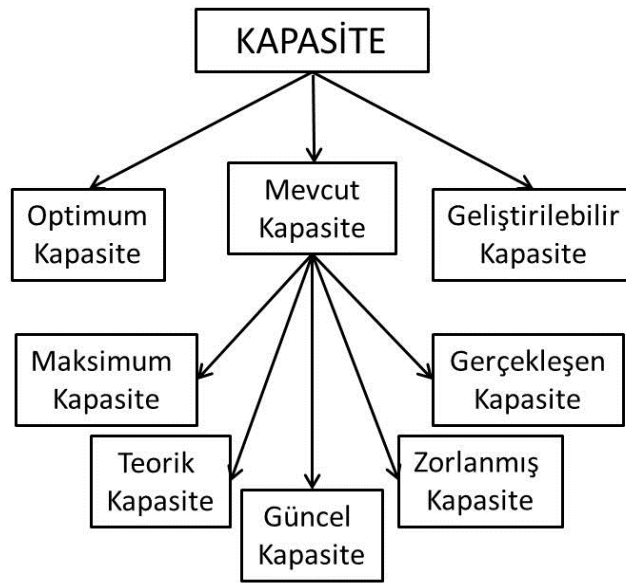 KAPASİTE
Optimum
Kapasite
Mevcut
Kapasite
Geliştirilebilir
Kapasite
Maksimum
Kapasite
Gerçekleşen
Kapasite
Teorik
Kapasite
Zorlanmış
Kapasite
Güncel
Kapasite